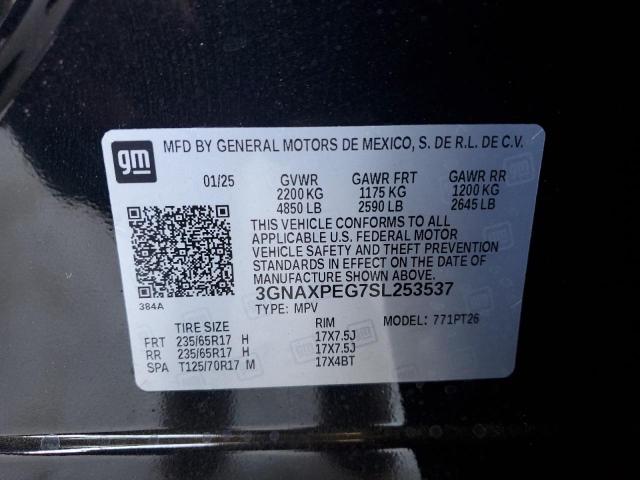 gm MFD BY GENERAL MOTORS DE MEXICO, S. DE R.L. DE C.V.
01/25 GVWR GAWR FRT GAWR RR
2200 KG 1175 KG 1200 KG
4850 LB 2590 LB 2645 LB
THIS VEHICLE CONFORMS TO ALL
APPLICABLE U.S. FEDERAL MOTOR
VEHICLE SAFETY AND THEFT PREVENTION
STANDARDS IN EFFECT ON THE DATE OF
MANUFACTURE SHOWN ABOVE.
384A 3GNAXPEG7SL253537
TYPE: MPV MODEL: 771PT26
TIRE SIZE RIM
FRT 235/65R17 H 17X7.5J
RR 235/65R17 H 17X7.5J
SPA T125/70R17 M 17X4BT